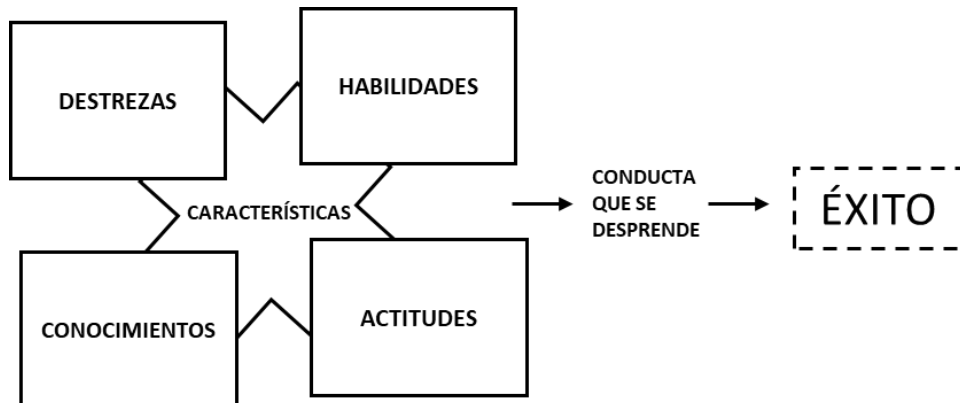 DESTREZAS
HABILIDADES
CARACTERÍSTICAS
CONOCIMIENTOS
ACTITUDES
CONDUCTA
QUE SE
DESPRENDE
ÉXITO